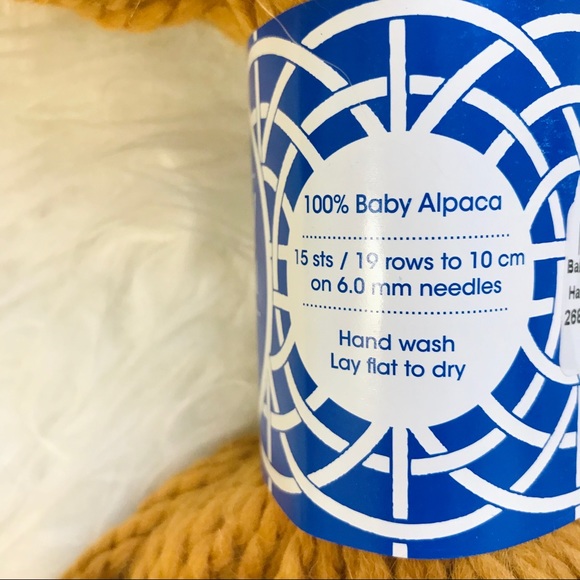 100% Baby Alpaca
15 sts / 19 rows to 10 cm
on 6.0 mm needles
Hand wash
Lay flat to dry